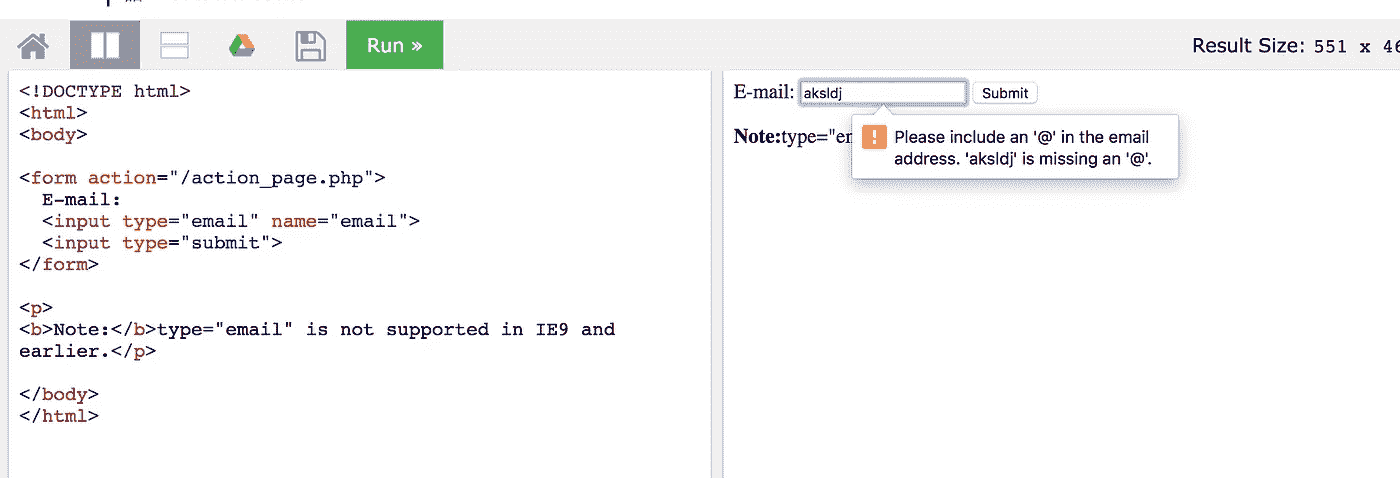 Run »
Result Size: 551 x 46
<!DOCTYPE html>
<html>
<body>
<form action="/action_page.php">
E-mail:
<input type="email" name="email">
<input type="submit">
</form>
<p>
<b>Note:</b>type="email" is not supported in IE9 and
earlier.</p>
</body>
</html>
E-mail: aksldj Submit
Note:type="em
Please include an '@' in the email
address. 'aksldj' is missing an '@'.